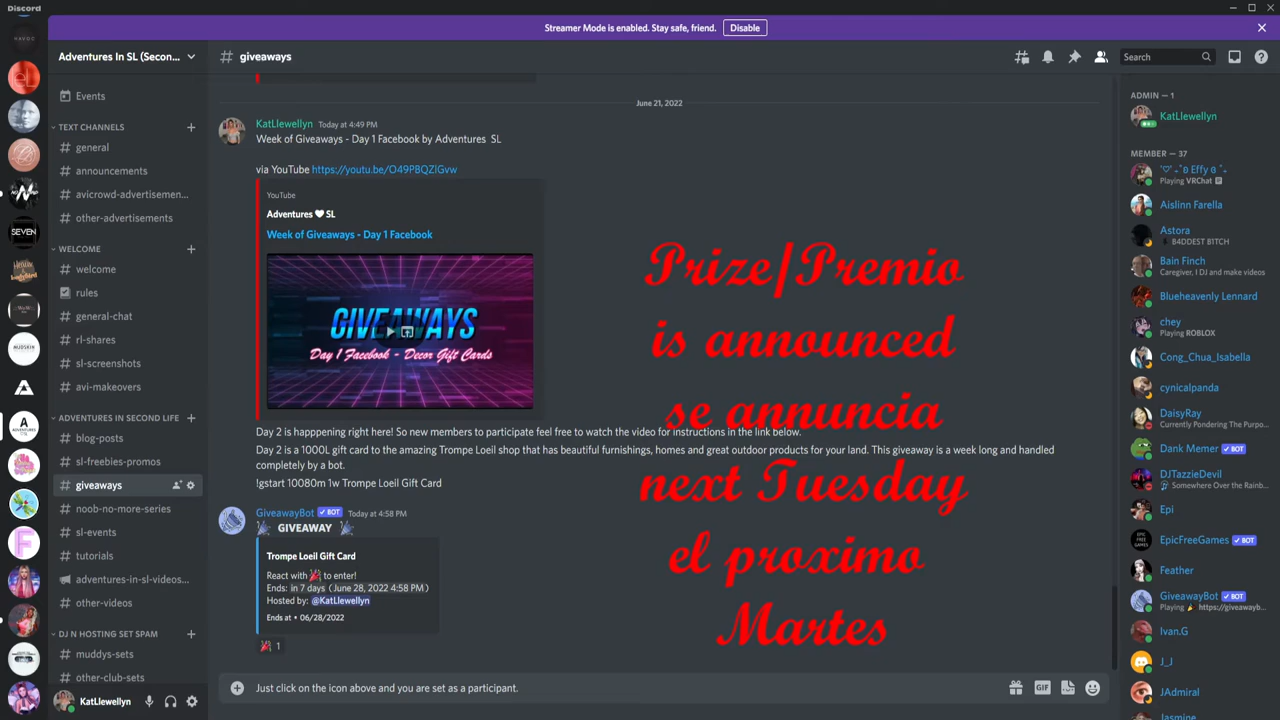 Discord
Streamer Mode is enabled. Stay safe, friend.
Disable
Adventures In SL (Second ...
Events
TEXT CHANNELS
# general
# announcements
# avicrowd-advertisemen...
# other-advertisements
WELCOME
# welcome
# rules
# general-chat
# rl-shares
# sl-screenshots
# avi-makeovers
ADVENTURES IN SECOND LIFE
# blog-posts
# sl-freebies-promos
# giveaways
# noob-no-more-series
# sl-events
# tutorials
adventures-in-sl-videos...
# other-videos
DJ N HOSTING SET SPAM
# muddys-sets
# other-club-sets
KatLlewellyn
SEVEN
MUDSKIN
# giveaways
Search
June 21, 2022
KatLlewellyn Today at 4:49 PM
Week of Giveaways - Day 1 Facebook by Adventures SL
via YouTube https://youtu.be/O49PBQZlGvw
YouTube
Adventures ♥ SL
Week of Giveaways - Day 1 Facebook
GIVEAWAYS
Day 1 Facebook - Decor Gift Cards
Day 2 is happpening right here! So new members to participate feel free to watch the video for instructions in the link below.
Day 2 is a 1000L gift card to the amazing Trompe Loeil shop that has beautiful furnishings, homes and great outdoor products for your land. This giveaway is a week long and handled
completely by a bot.
!gstart 10080m 1w Trompe Loeil Gift Card
GiveawayBot ✓ BOT Today at 4:58 PM
🎉 GIVEAWAY 🎉
Trompe Loeil Gift Card
React with 🎉 to enter!
Ends: in 7 days (June 28, 2022 4:58 PM)
Hosted by: @KatLlewellyn
Ends at • 06/28/2022
🎉 1
Just click on the icon above and you are set as a participant.
GIF
Prize/Premio
is announced
se annuncia
next Tuesday
el proximo
Martes
ADMIN — 1
KatLlewellyn
MEMBER — 37
Effy
Playing VRChat
Aislinn Farella
Astora
B4DDEST B1TCH
Bain Finch
Caregiver, I DJ and make videos
Blueheavenly Lennard
chey
Playing ROBLOX
Cong_Chua_Isabella
cynicalpanda
DaisyRay
Currently Pondering The Purpo...
Dank Memer ✓ BOT
DJTazzieDevil
Somewhere Over the Rainb...
Epi
EpicFreeGames ✓ BOT
Feather
GiveawayBot ✓ BOT
Playing 🎉 https://giveawayb...
Ivan.G
J_J
JAdmiral
Jasmine